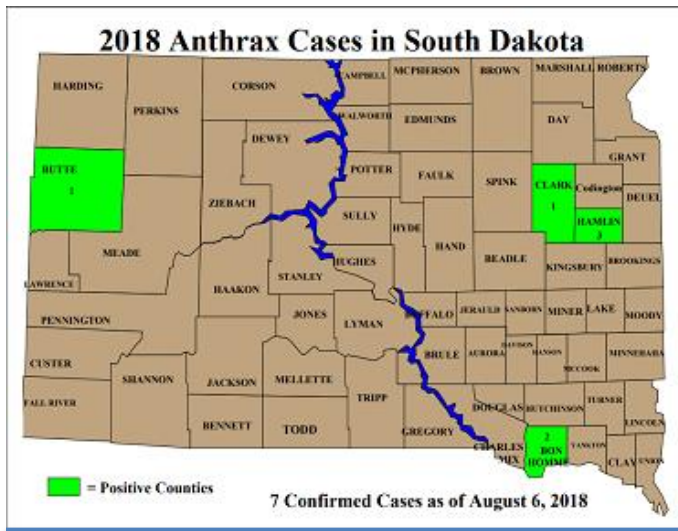 2018 Anthrax Cases in South Dakota
HARDING
PERKINS
CORSON
CAMPBELL
MCPHERSON
BROWN
MARSHALL
ROBERTS
WALWORTH
EDMUNDS
DAY
DEWEY
GRANT
BUTTE
1
ZIEBACH
POTTER
FAULK
SPINK
CLARK
1
Codington
DEUEL
HAMLIN
3
MEADE
SULLY
HYDE
HAND
BEADLE
KINGSBURY
BROOKINGS
LAWRENCE
HAAKON
STANLEY
HUGHES
PENNINGTON
JONES
LYMAN
BUFFALO
JERAULD
SANBORN
MINER
LAKE
MOODY
CUSTER
SHANNON
JACKSON
MELLETTE
BRULE
AURORA
DAVISON
HANSON
MCCOOK
MINNEHAHA
FALL RIVER
BENNETT
TODD
TRIPP
GREGORY
DOUGLAS
HUTCHINSON
TURNER
LINCOLN
CHARLES
MIX
2
BON
HOMME
YANKTON
CLAY
UNION
= Positive Counties
7 Confirmed Cases as of August 6, 2018